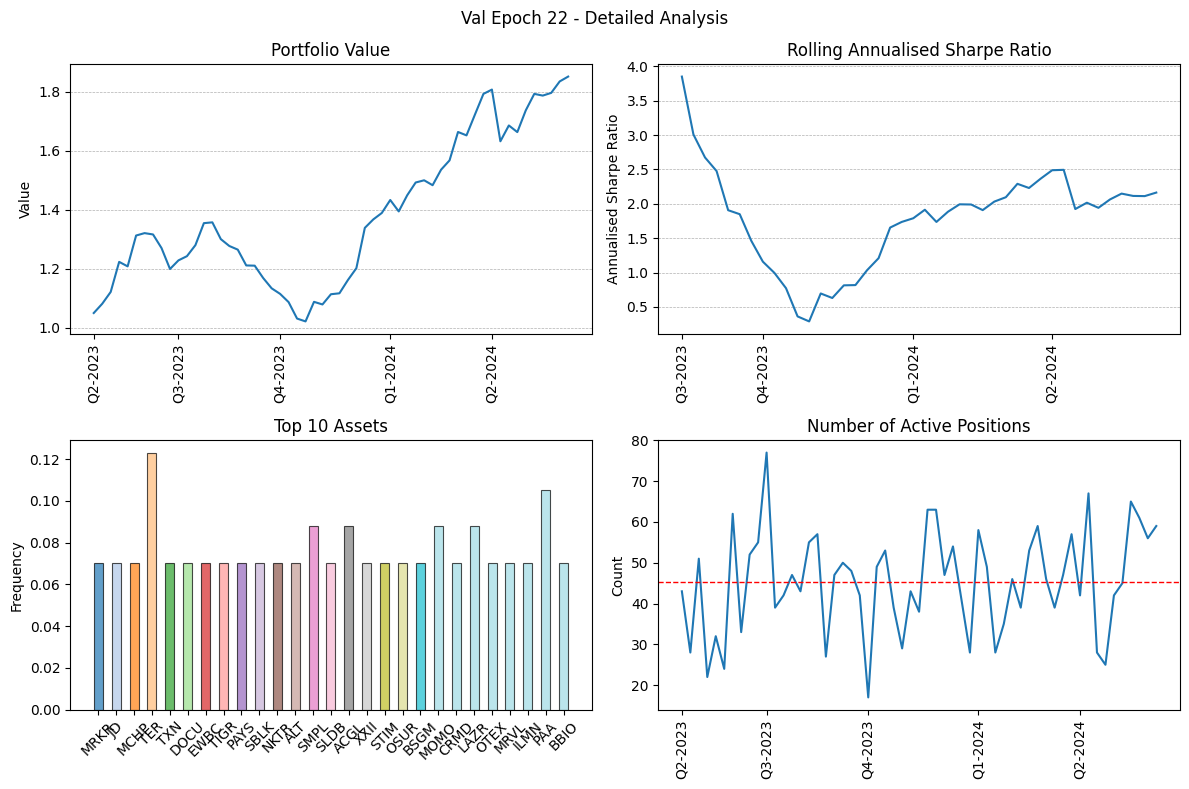 Val Epoch 22 - Detailed Analysis
Portfolio Value
Value
1.8
1.6
1.4
1.2
1.0
Q2-2023
Q3-2023
Q4-2023
Q1-2024
Q2-2024
Rolling Annualised Sharpe Ratio
Annualised Sharpe Ratio
4.0
3.5
3.0
2.5
2.0
1.5
1.0
0.5
Q3-2023
Q4-2023
Q1-2024
Q2-2024
Top 10 Assets
Frequency
0.12
0.10
0.08
0.06
0.04
0.02
0.00
MRKR
JD
MCHP
TER
TXN
DOCU
EWBC
TIGR
PAYS
SBLK
NKTR
ALT
SMPL
SLDB
ACGL
XXII
STIM
OSUR
BSGM
MOMO
CRMD
LAZR
OTEX
MRVL
ILMN
PAA
BBIO
Number of Active Positions
Count
80
70
60
50
40
30
20
Q2-2023
Q3-2023
Q4-2023
Q1-2024
Q2-2024